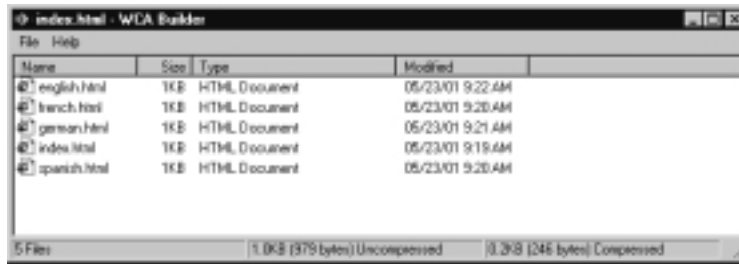 index.html - WCA Builder
File Help
Name Size Type Modified
english.html 1KB HTML Document 05/23/01 9:22 AM
french.html 1KB HTML Document 05/23/01 9:20 AM
german.html 1KB HTML Document 05/23/01 9:21 AM
index.html 1KB HTML Document 05/23/01 9:19 AM
spanish.html 1KB HTML Document 05/23/01 9:20 AM
5 Files 1.0KB (979 bytes) Uncompressed 0.2KB (246 bytes) Compressed